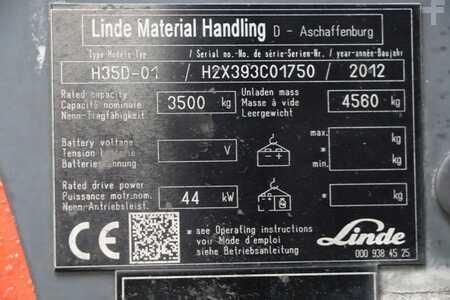 Linde Material Handling D - Aschaffenburg
Type-Modele-Typ / Serial no.-No. de série-Serien-Nr. / year-année-Baujahr
H35D-01 / H2X393C01750 / 2012
Rated capacity
Capacité nominale
Nenn-Tragfähigkeit
3500 kg
Unladen mass
Masse à vide
Leergewicht
4560 kg
Battery voltage
Tension batterie
Batteriespannung
V
max.
kg
*
min.
kg
Rated drive power
Puissance motr.nom.
Nenn-Antriebsleist.
44 kW
* kg
CE
* see Operating instructions
voir Mode d'emploi
siehe Betriebsanleitung
Linde
000 938 45 25